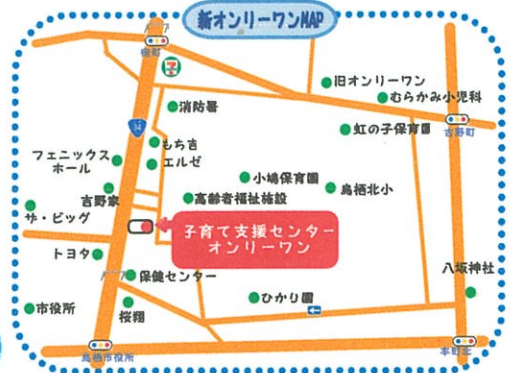 新オンリーワンMAP
旧オンリーワン
むらかみ小児科
消防署
34
虹の子保育園
古野町
もち吉
エルゼ
フェニックス
ホール
小鳩保育園
鳥栖北小
吉野家
高齢者福祉施設
ザ・ビッグ
子育て支援センター
オンリーワン
トヨタ
保健センター
八坂神社
ひかり園
市役所
桜翔
鳥栖市役所
本町北